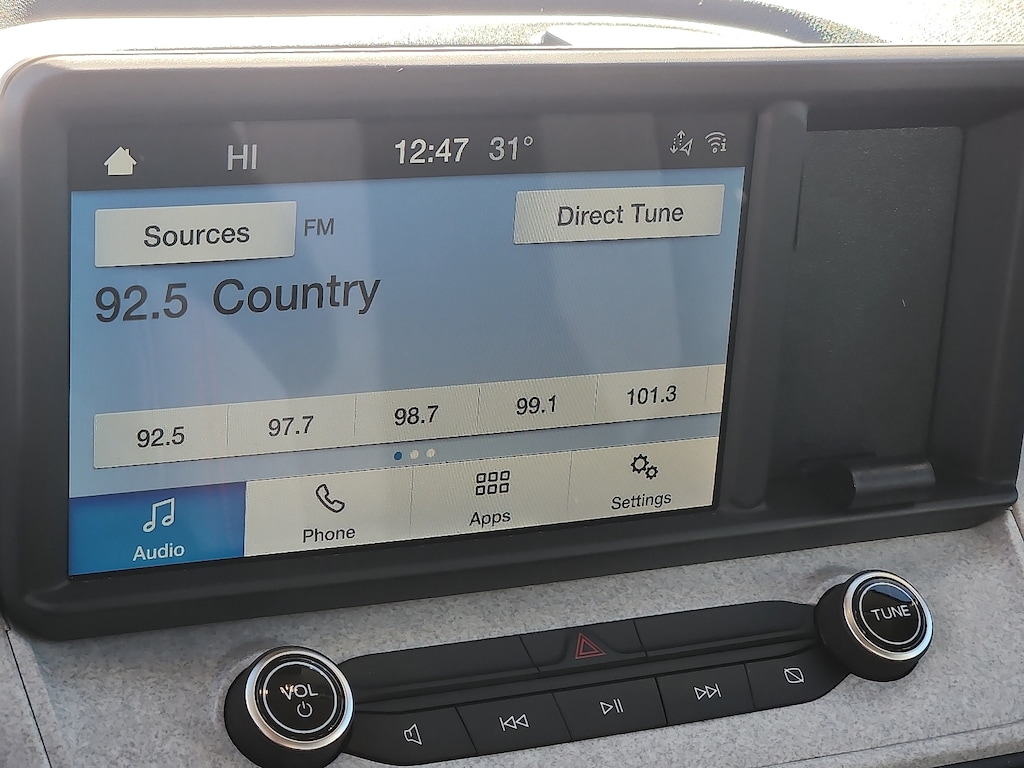 HI 12:47 31°
Sources FM Direct Tune
92.5 Country
92.5 97.7 98.7 99.1 101.3
Audio Phone Apps Settings
TUNE
VOL